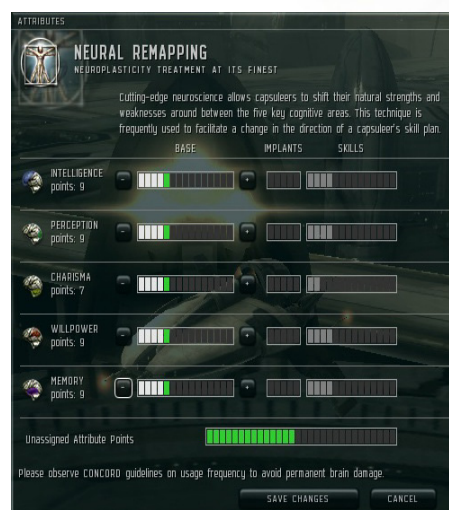 ATTRIBUTES
NEURAL REMAPPING
NEUROPLASTICITY TREATMENT AT ITS FINEST
Cutting-edge neuroscience allows capsuleers to shift their natural strengths and
weaknesses around between the five key cognitive areas. This technique is
frequently used to facilitate a change in the direction of a capsuleer's skill plan.
BASE IMPLANTS SKILLS
INTELLIGENCE
points: 9
- +
PERCEPTION
points: 9
- +
CHARISMA
points: 7
- +
WILLPOWER
points: 9
- +
MEMORY
points: 9
- +
Unassigned Attribute Points
Please observe CONCORD guidelines on usage frequency to avoid permanent brain damage.
SAVE CHANGES CANCEL